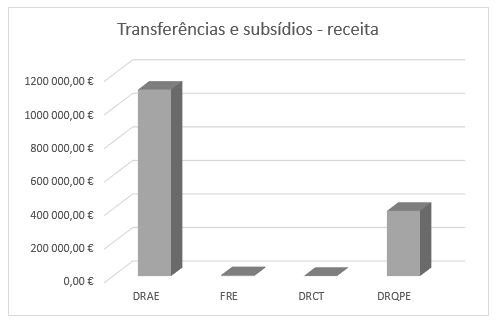 Transferências e subsídios - receita
1200 000,00 €
1000 000,00 €
800 000,00 €
600 000,00 €
400 000,00 €
200 000,00 €
0,00 €
DRAE FRE DRCT DRQPE